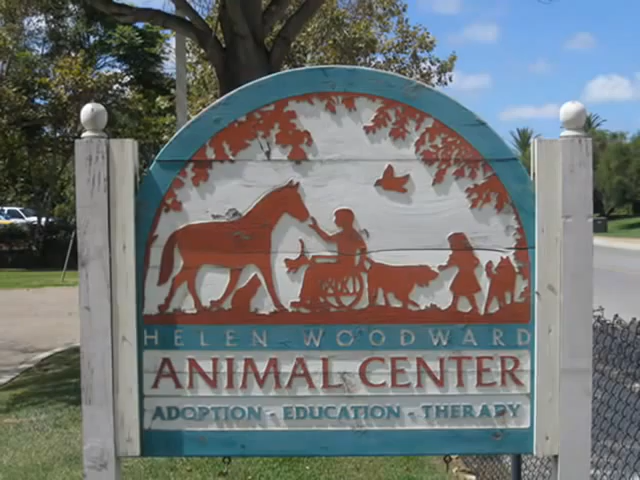 HELEN WOODWARD
ANIMAL CENTER
ADOPTION - EDUCATION - THERAPY